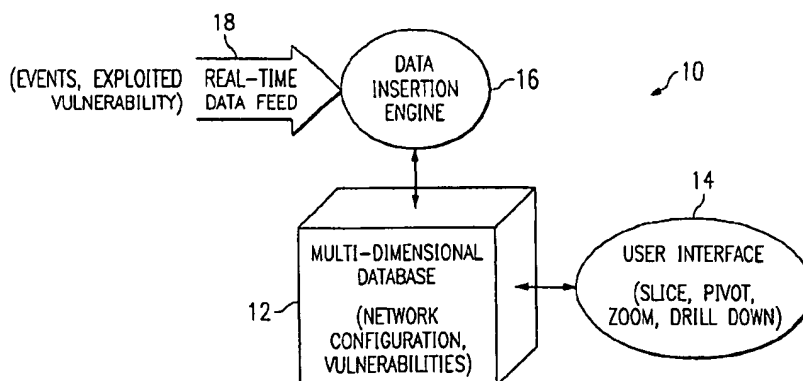 18
(EVENTS, EXPLOITED
VULNERABILITY)
REAL-TIME
DATA FEED
DATA
INSERTION
ENGINE
16
10
14
MULTI-DIMENSIONAL
DATABASE
(NETWORK
CONFIGURATION,
VULNERABILITIES)
12
USER INTERFACE
(SLICE, PIVOT,
ZOOM, DRILL DOWN)